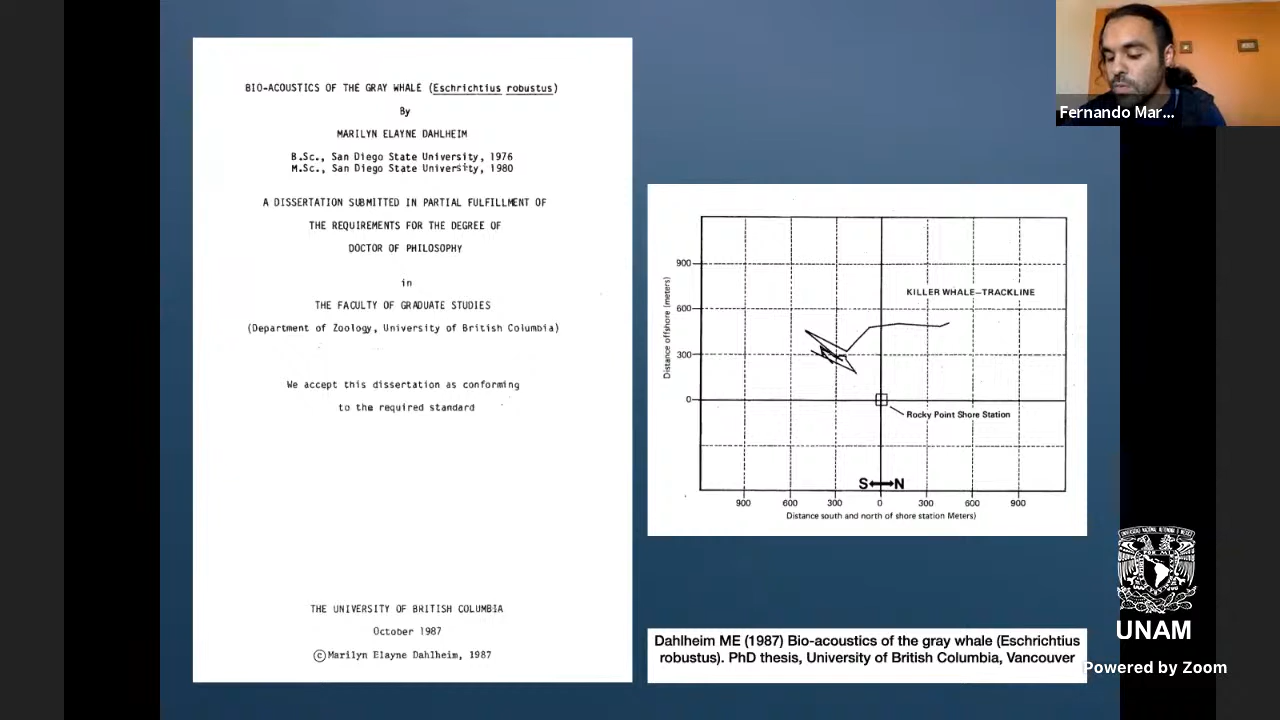 BIO-ACOUSTICS OF THE GRAY WHALE (Eschrichtius robustus)
By
MARILYN ELAYNE DAHLHEIM
B.Sc., San Diego State University, 1976
M.Sc., San Diego State University, 1980
A DISSERTATION SUBMITTED IN PARTIAL FULFILLMENT OF
THE REQUIREMENTS FOR THE DEGREE OF
DOCTOR OF PHILOSOPHY
in
THE FACULTY OF GRADUATE STUDIES
(Department of Zoology, University of British Columbia)
We accept this dissertation as conforming
to the required standard
THE UNIVERSITY OF BRITISH COLUMBIA
October 1987
©Marilyn Elayne Dahlheim, 1987
Fernando Mar...
Distance offshore (meters)
900
600
300
0
KILLER WHALE—TRACKLINE
Rocky Point Shore Station
S N
900 600 300 0 300 600 900
Distance south and north of shore station Meters)
Dahlheim ME (1987) Bio-acoustics of the gray whale (Eschrichtius
robustus). PhD thesis, University of British Columbia, Vancouver
UNAM
Powered by Zoom